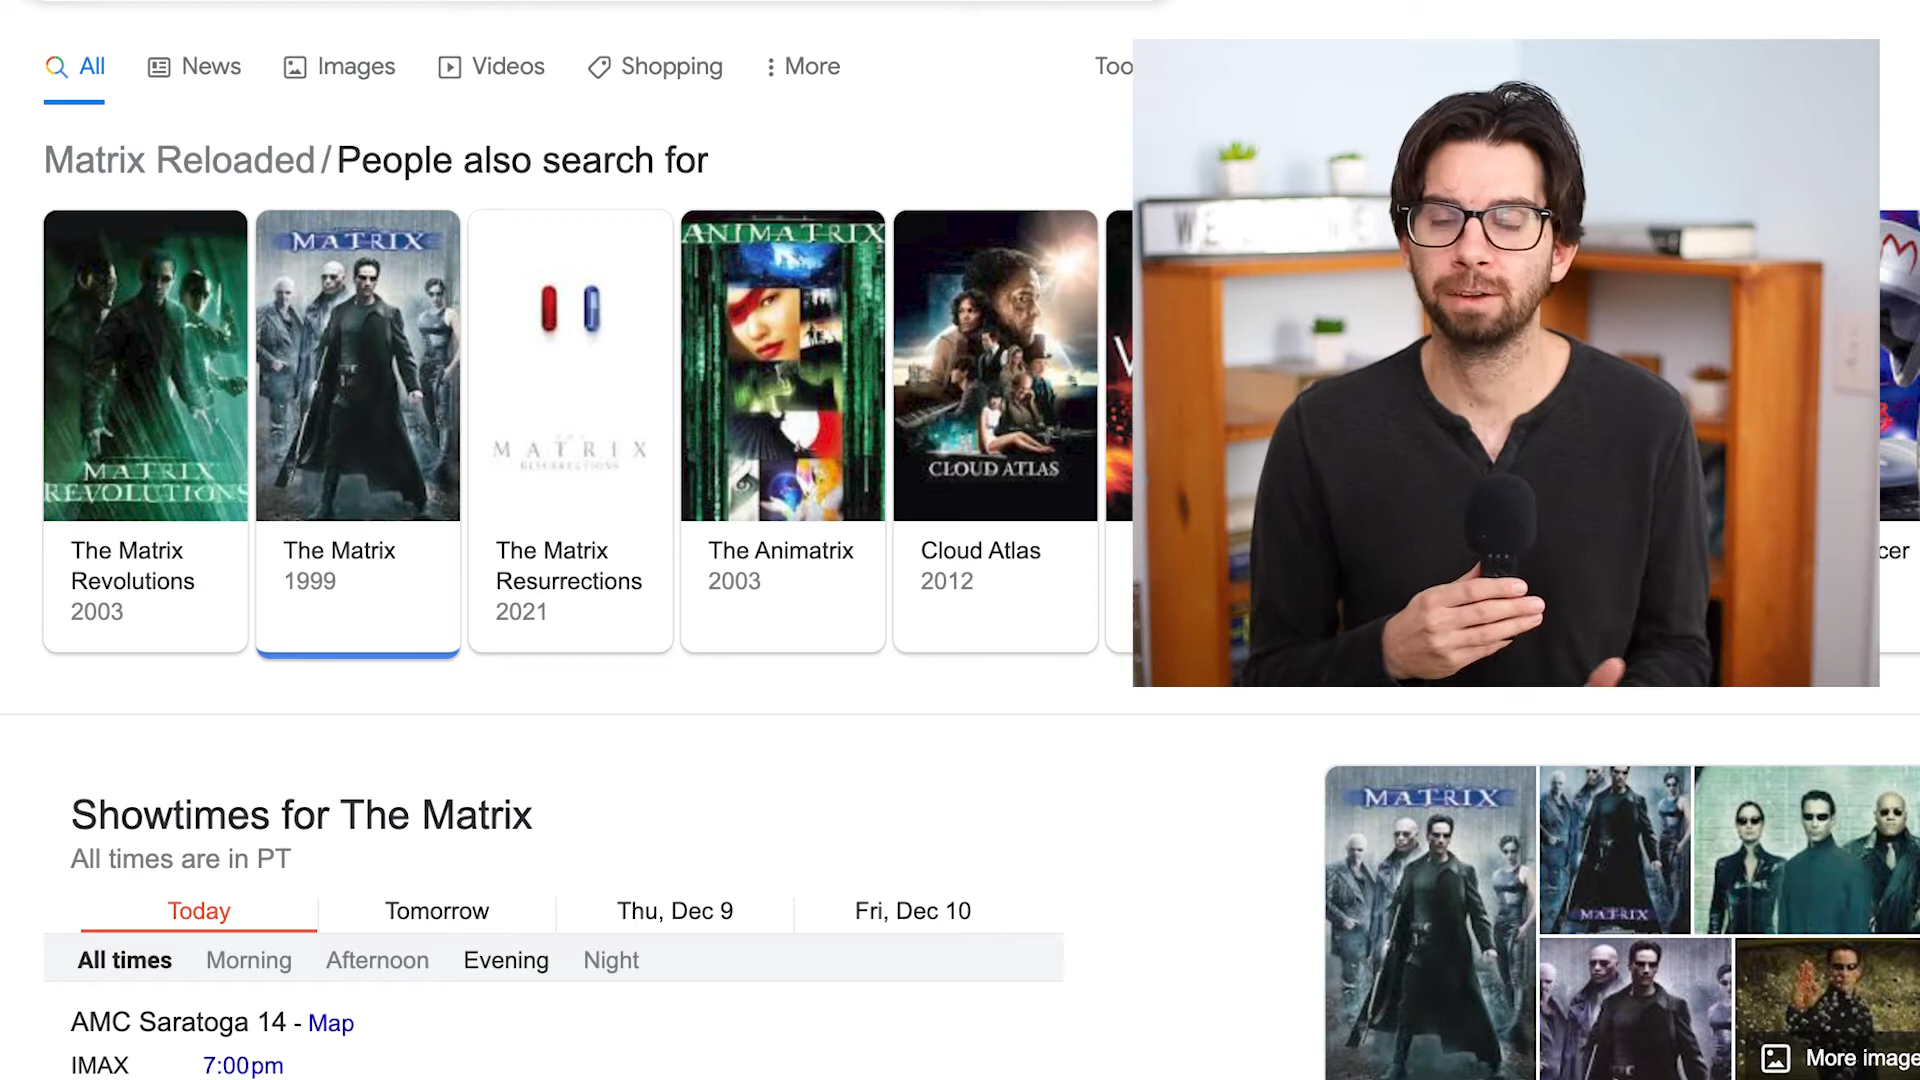 All News Images Videos Shopping More Too
Matrix Reloaded / People also search for
MATRIX
REVOLUTIONS
The Matrix
Revolutions
2003
MATRIX
The Matrix
1999
MATRIX
RESURRECTIONS
The Matrix
Resurrections
2021
ANIMATRIX
The Animatrix
2003
CLOUD ATLAS
Cloud Atlas
2012
cer
Showtimes for The Matrix
All times are in PT
Today Tomorrow Thu, Dec 9 Fri, Dec 10
All times Morning Afternoon Evening Night
AMC Saratoga 14 - Map
IMAX 7:00pm
MATRIX
MATRIX
More image